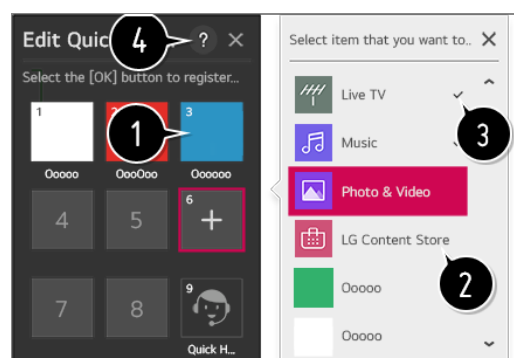 Edit Quic
4
?
Select the [OK] button to register...
1
2
3
1
Ooooo
OooOoo
Oooooo
4
5
6
7
8
9
Quick H...
Select item that you want to..
Live TV
3
Music
Photo & Video
LG Content Store
2
Ooooo
Ooooo